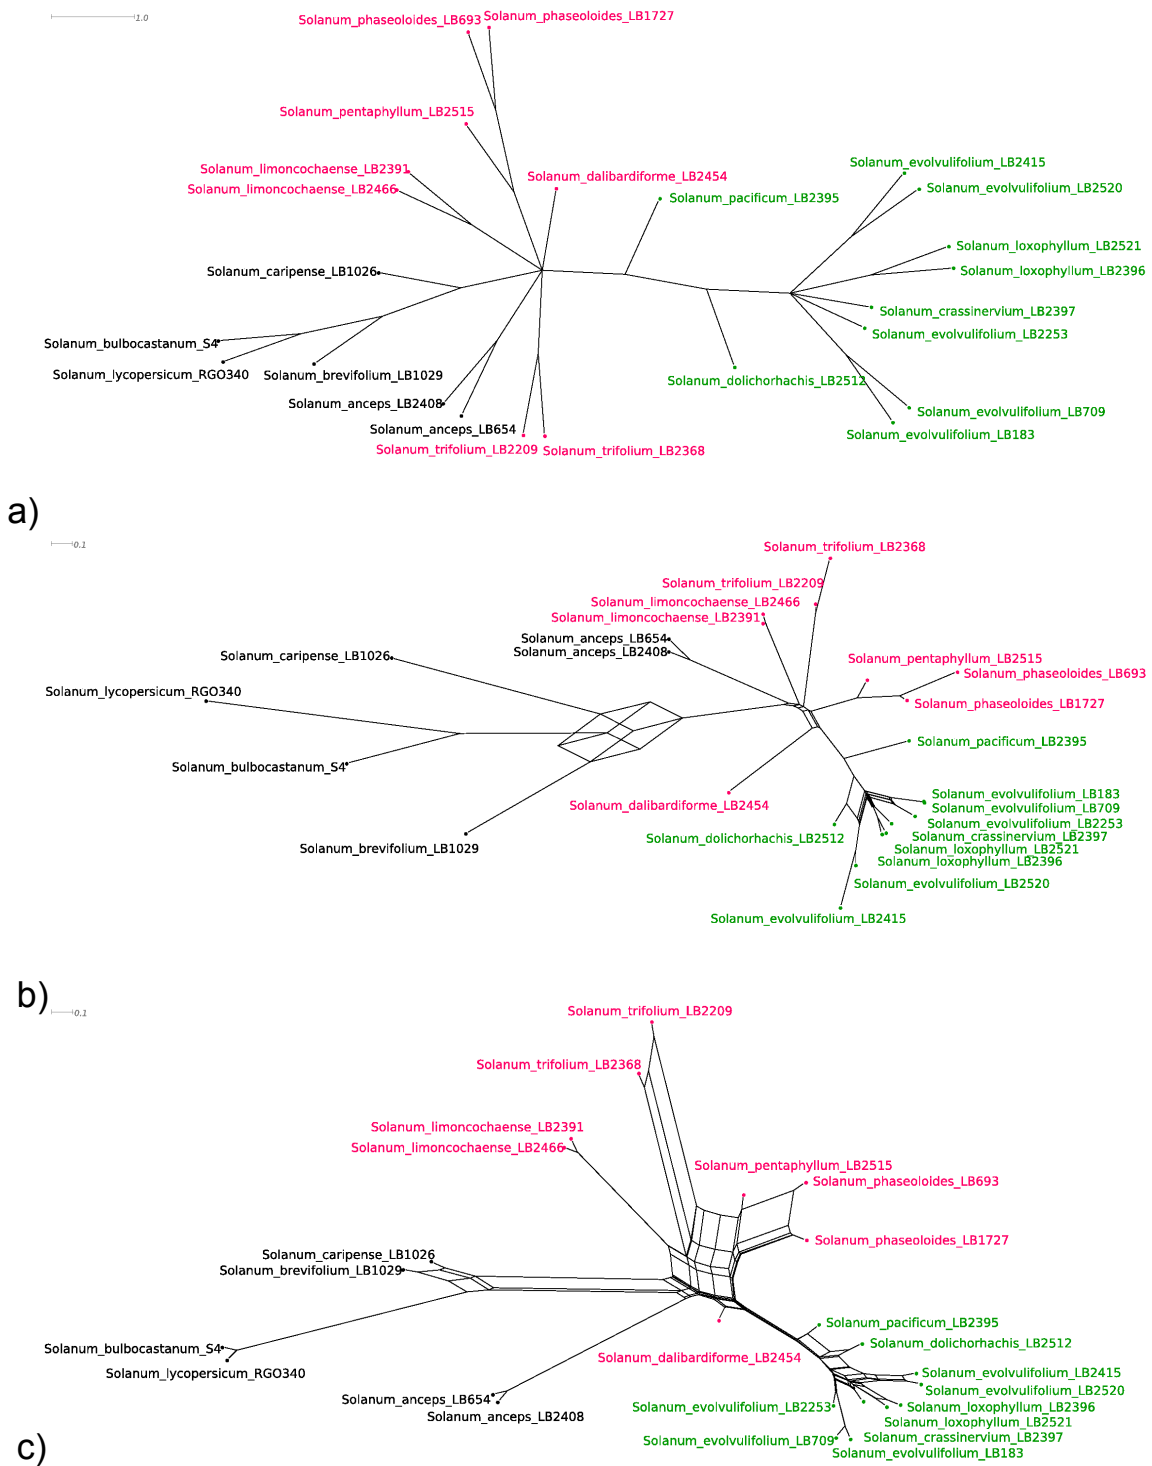 1.0
Solanum_phaseoloides_LB693
Solanum_phaseoloides_LB1727
Solanum_pentaphyllum_LB2515
Solanum_limoncochaense_LB2391
Solanum_limoncochaense_LB2466
Solanum_dalibardiforme_LB2454
Solanum_pacificum_LB2395
Solanum_evolvulifolium_LB2415
Solanum_evolvulifolium_LB2520
Solanum_loxophyllum_LB2521
Solanum_loxophyllum_LB2396
Solanum_caripense_LB1026
Solanum_crassinervium_LB2397
Solanum_evolvulifolium_LB2253
Solanum_bulbocastanum_S4
Solanum_lycopersicum_RGO340
Solanum_brevifolium_LB1029
Solanum_dolichorhachis_LB2512
Solanum_anceps_LB2408
Solanum_evolvulifolium_LB709
Solanum_anceps_LB654
Solanum_evolvulifolium_LB183
Solanum_trifolium_LB2209
Solanum_trifolium_LB2368
a)
0.1
Solanum_trifolium_LB2368
Solanum_trifolium_LB2209
Solanum_limoncochaense_LB2466
Solanum_limoncochaense_LB2391
Solanum_anceps_LB654
Solanum_anceps_LB2408
Solanum_caripense_LB1026
Solanum_pentaphyllum_LB2515
Solanum_phaseoloides_LB693
Solanum_lycopersicum_RGO340
Solanum_phaseoloides_LB1727
Solanum_pacificum_LB2395
Solanum_bulbocastanum_S4
Solanum_evolvulifolium_LB183
Solanum_dalibardiforme_LB2454
Solanum_evolvulifolium_LB709
Solanum_evolvulifolium_LB2253
Solanum_dolichorhachis_LB2512
Solanum_crassinervium_LB2397
Solanum_brevifolium_LB1029
Solanum_loxophyllum_LB2521
Solanum_loxophyllum_LB2396
Solanum_evolvulifolium_LB2520
Solanum_evolvulifolium_LB2415
b)
0.1
Solanum_trifolium_LB2209
Solanum_trifolium_LB2368
Solanum_limoncochaense_LB2391
Solanum_limoncochaense_LB2466
Solanum_pentaphyllum_LB2515
Solanum_phaseoloides_LB693
Solanum_phaseoloides_LB1727
Solanum_caripense_LB1026
Solanum_brevifolium_LB1029
Solanum_pacificum_LB2395
Solanum_dolichorhachis_LB2512
Solanum_bulbocastanum_S4
Solanum_dalibardiforme_LB2454
Solanum_lycopersicum_RGO340
Solanum_evolvulifolium_LB2415
Solanum_evolvulifolium_LB2520
Solanum_anceps_LB654
Solanum_evolvulifolium_LB2253
Solanum_loxophyllum_LB2396
Solanum_anceps_LB2408
Solanum_loxophyllum_LB2521
Solanum_evolvulifolium_LB709
Solanum_crassinervium_LB2397
Solanum_evolvulifolium_LB183
c)